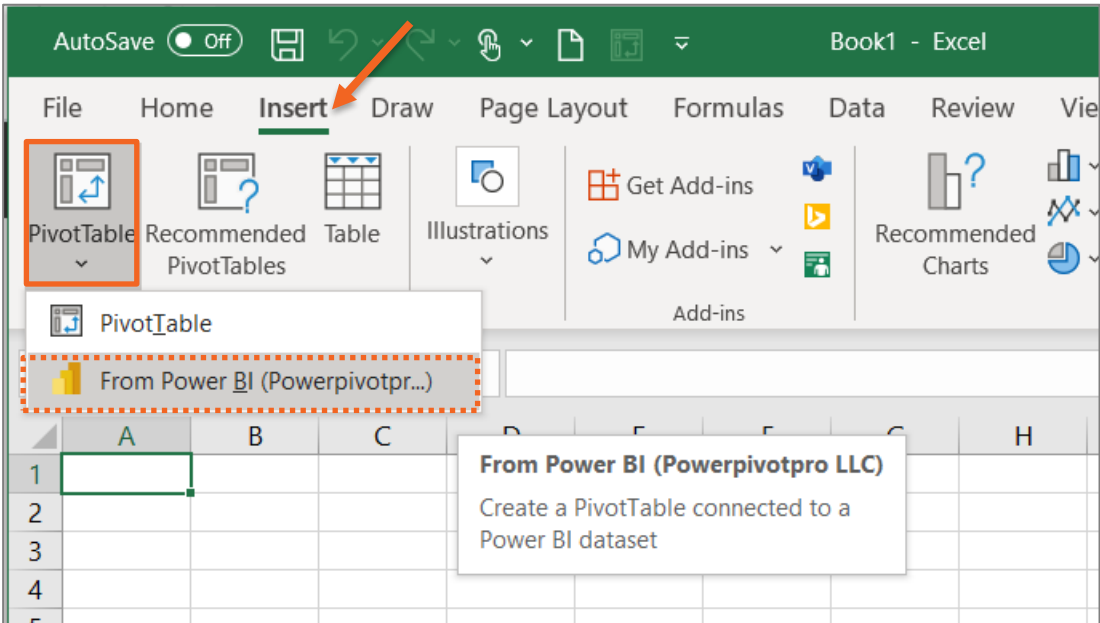 AutoSave Off Book1 - Excel
File Home Insert Draw Page Layout Formulas Data Review Vie
PivotTable
Recommended
PivotTables
Table
Illustrations
Get Add-ins
My Add-ins
Add-ins
Recommended
Charts
PivotTable
From Power BI (Powerpivotpr...)
A B C H
From Power BI (Powerpivotpro LLC)
Create a PivotTable connected to a
Power BI dataset
1
2
3
4